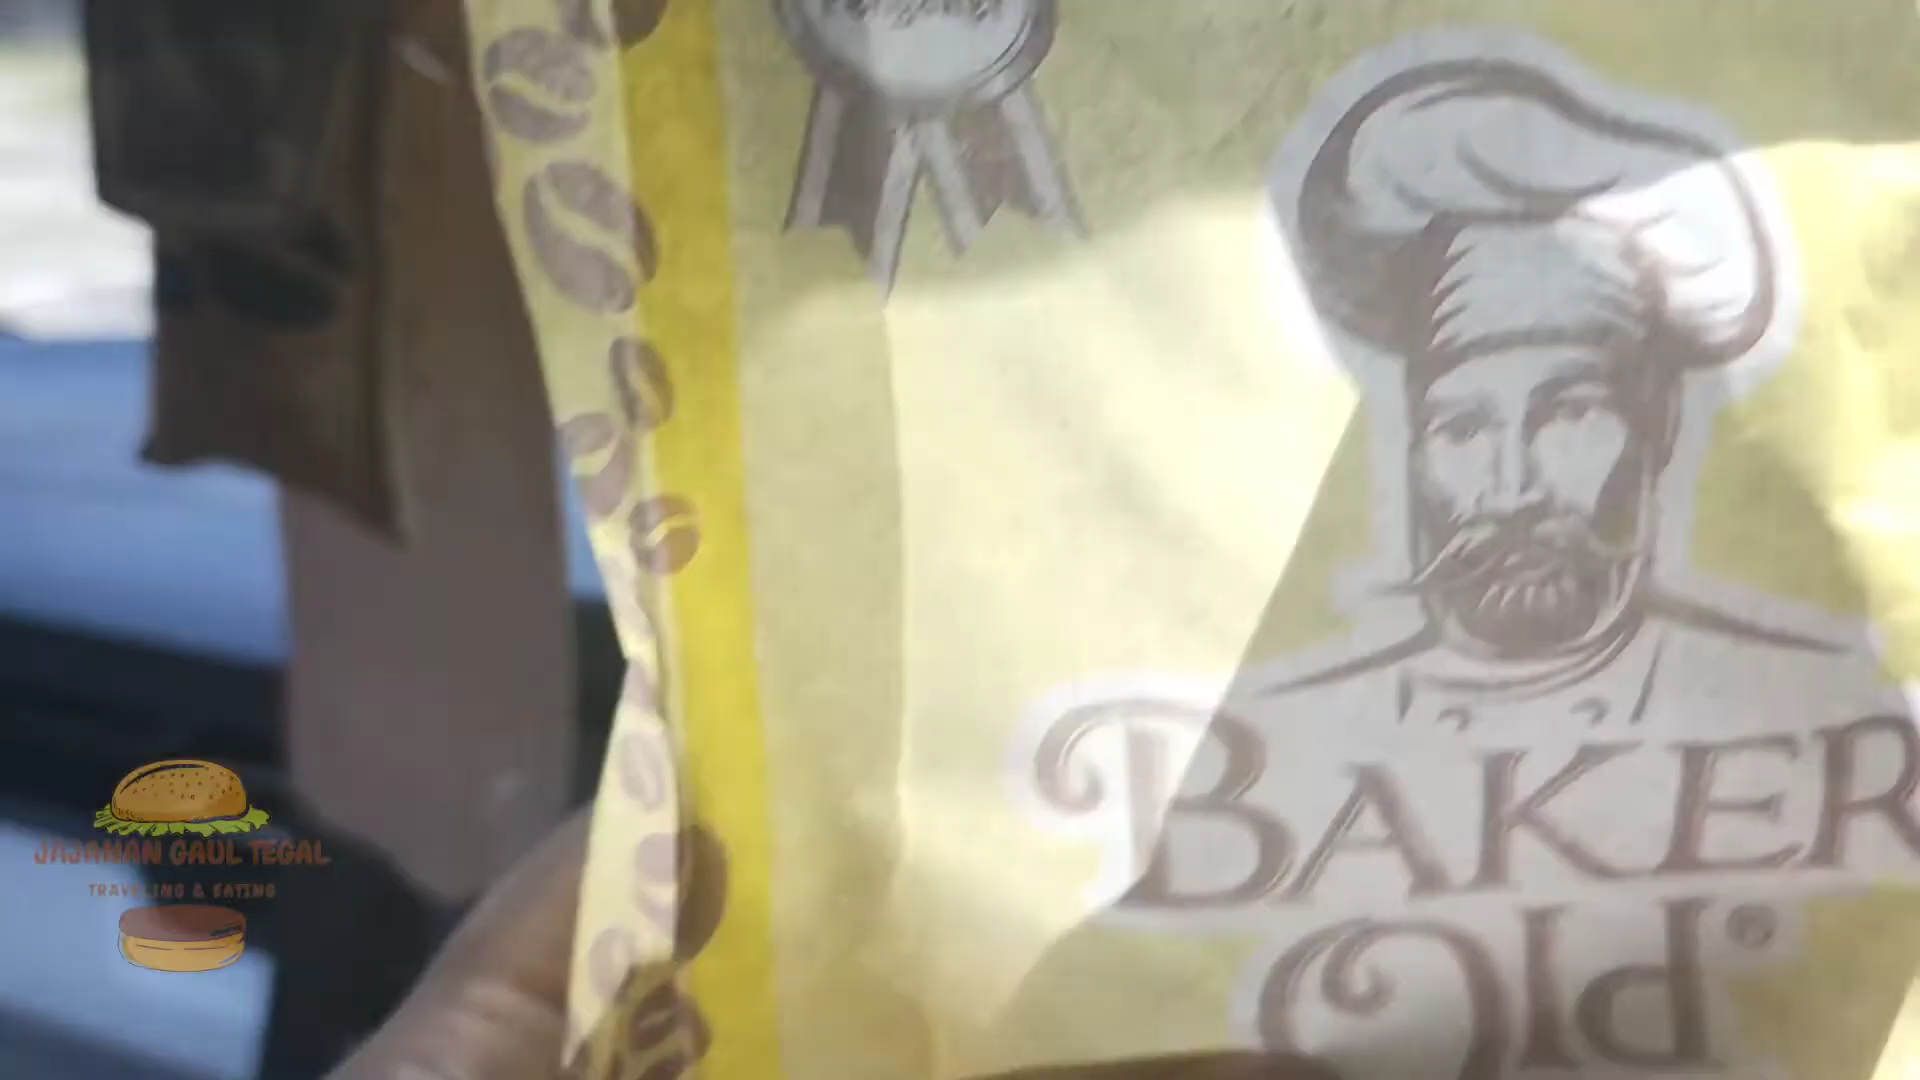 BAKER
Old®
JAJANAN GAUL TEGAL
TRAVELING & EATING